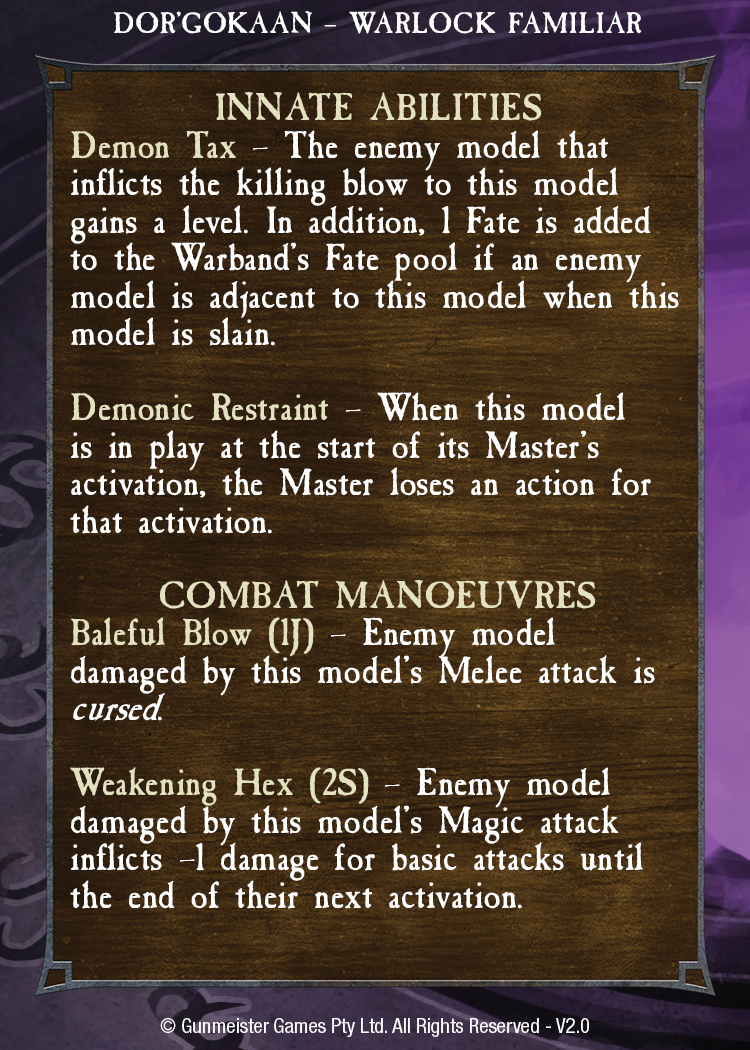 DOR'GOKAAN – WARLOCK FAMILIAR
INNATE ABILITIES
Demon Tax – The enemy model that
inflicts the killing blow to this model
gains a level. In addition, 1 Fate is added
to the Warband's Fate pool if an enemy
model is adjacent to this model when this
model is slain.
Demonic Restraint – When this model
is in play at the start of its Master's
activation, the Master loses an action for
that activation.
COMBAT MANOEUVRES
Baleful Blow (1J) – Enemy model
damaged by this model's Melee attack is
cursed.
Weakening Hex (2S) – Enemy model
damaged by this model's Magic attack
inflicts –1 damage for basic attacks until
the end of their next activation.
© Gunmeister Games Pty Ltd. All Rights Reserved - V2.0